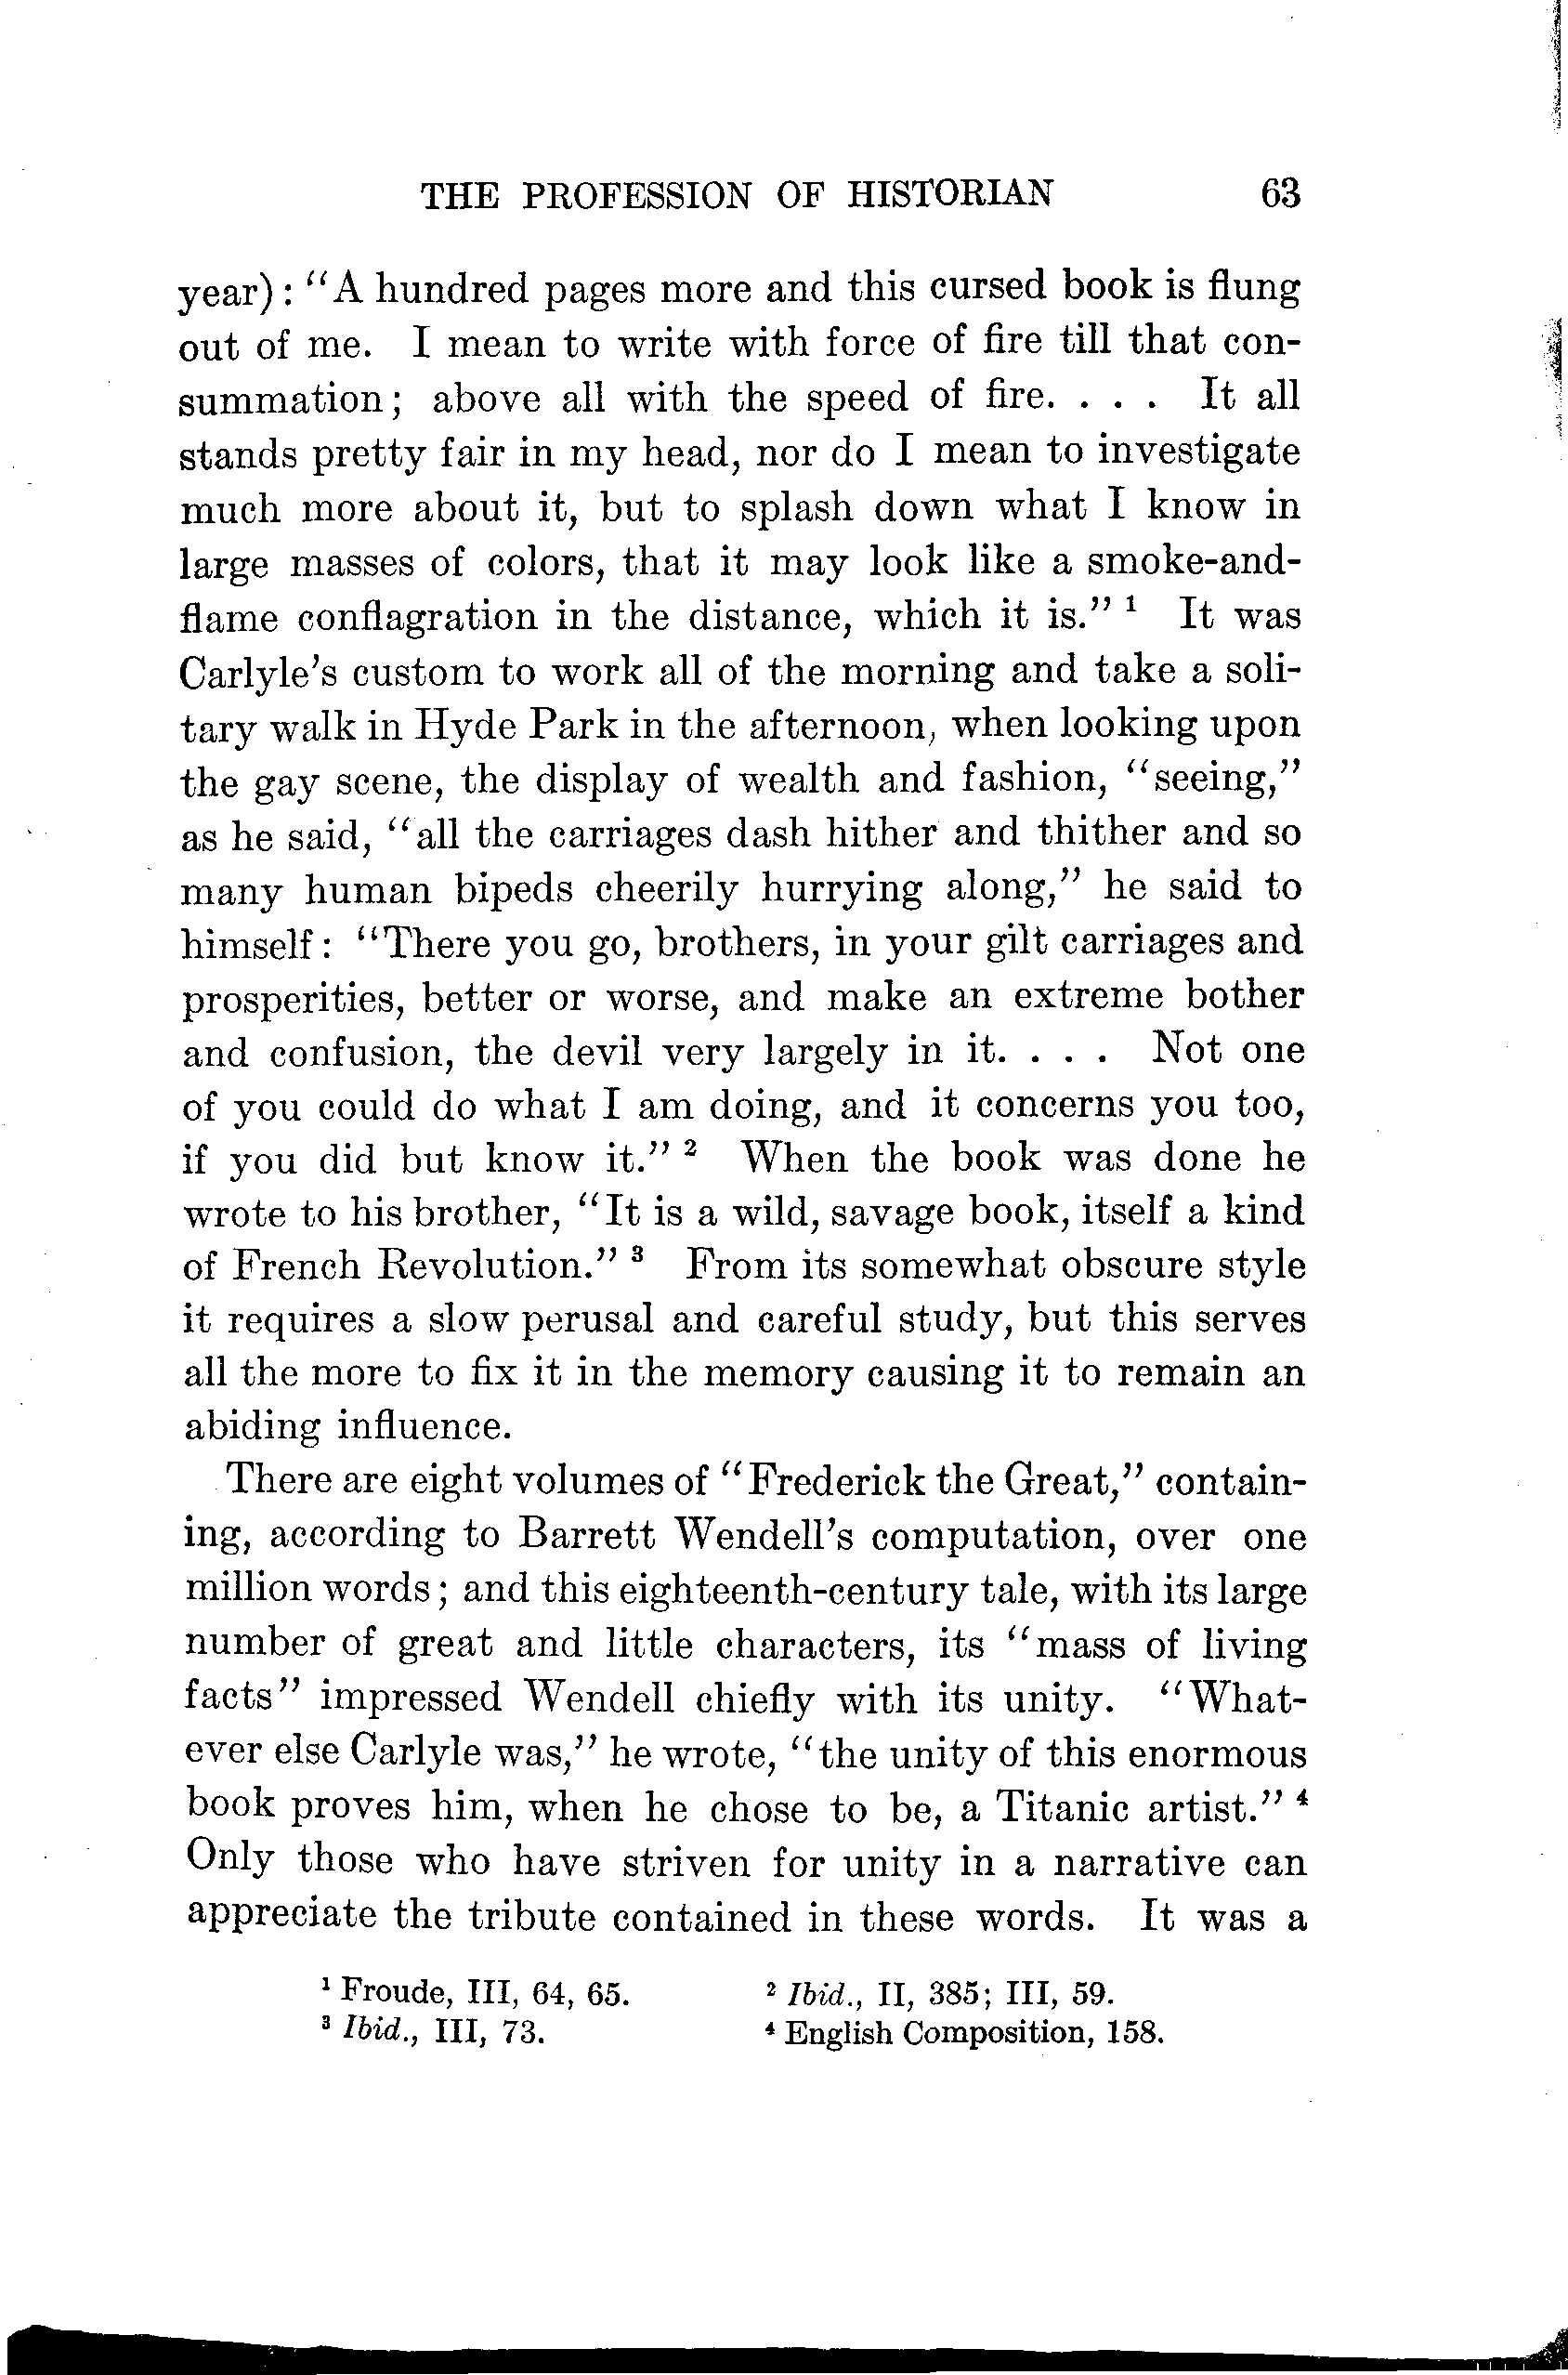 THE PROFESSION OF HISTORIAN 63
year): "A hundred pages more and this cursed book is flung
out of me. I mean to write with force of fire till that con-
summation; above all with the speed of fire. . . . It all
stands pretty fair in my head, nor do I mean to investigate
much more about it, but to splash down what I know in
large masses of colors, that it may look like a smoke-and-
flame conflagration in the distance, which it is." ¹ It was
Carlyle's custom to work all of the morning and take a soli-
tary walk in Hyde Park in the afternoon, when looking upon
the gay scene, the display of wealth and fashion, "seeing,"
as he said, "all the carriages dash hither and thither and so
many human bipeds cheerily hurrying along," he said to
himself: "There you go, brothers, in your gilt carriages and
prosperities, better or worse, and make an extreme bother
and confusion, the devil very largely in it. . . . Not one
of you could do what I am doing, and it concerns you too,
if you did but know it." ² When the book was done he
wrote to his brother, "It is a wild, savage book, itself a kind
of French Revolution." ³ From its somewhat obscure style
it requires a slow perusal and careful study, but this serves
all the more to fix it in the memory causing it to remain an
abiding influence.
There are eight volumes of "Frederick the Great," contain-
ing, according to Barrett Wendell's computation, over one
million words; and this eighteenth-century tale, with its large
number of great and little characters, its "mass of living
facts" impressed Wendell chiefly with its unity. "What-
ever else Carlyle was," he wrote, "the unity of this enormous
book proves him, when he chose to be, a Titanic artist." ⁴
Only those who have striven for unity in a narrative can
appreciate the tribute contained in these words. It was a
¹ Froude, III, 64, 65. ² Ibid., II, 385; III, 59.
³ Ibid., III, 73. ⁴ English Composition, 158.